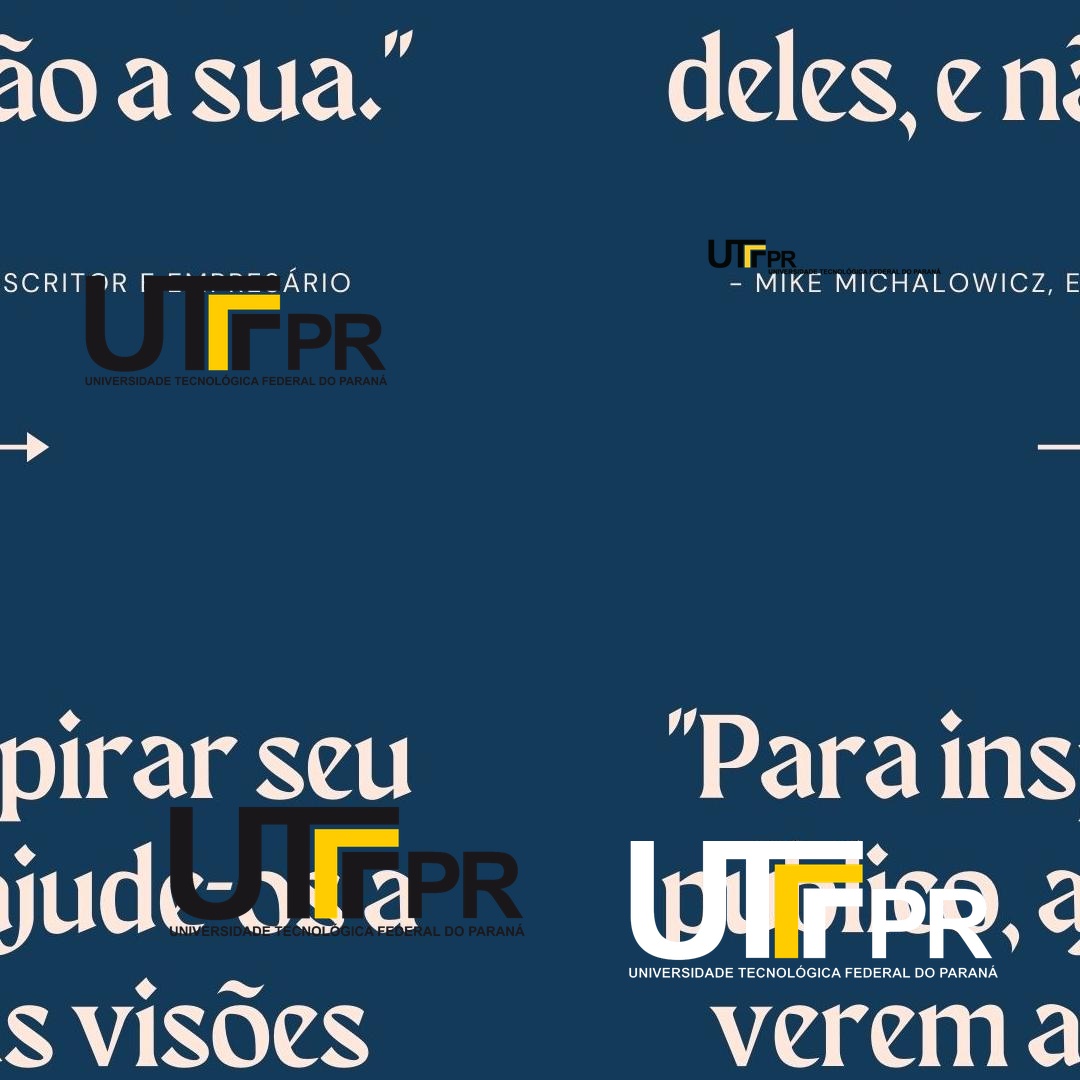 ão a sua."
deles, e nã
SCRITOR E EMPRESÁRIO
UTFPR
UNIVERSIDADE TECNOLÓGICA FEDERAL DO PARANÁ
UTFPR
UNIVERSIDADE TECNOLÓGICA FEDERAL DO PARANÁ
– MIKE MICHALOWICZ, E
pirar seu
ajude-os a
s visões
UTFPR
UNIVERSIDADE TECNOLÓGICA FEDERAL DO PARANÁ
"Para insp
público, a
verem a
UTFPR
UNIVERSIDADE TECNOLÓGICA FEDERAL DO PARANÁ